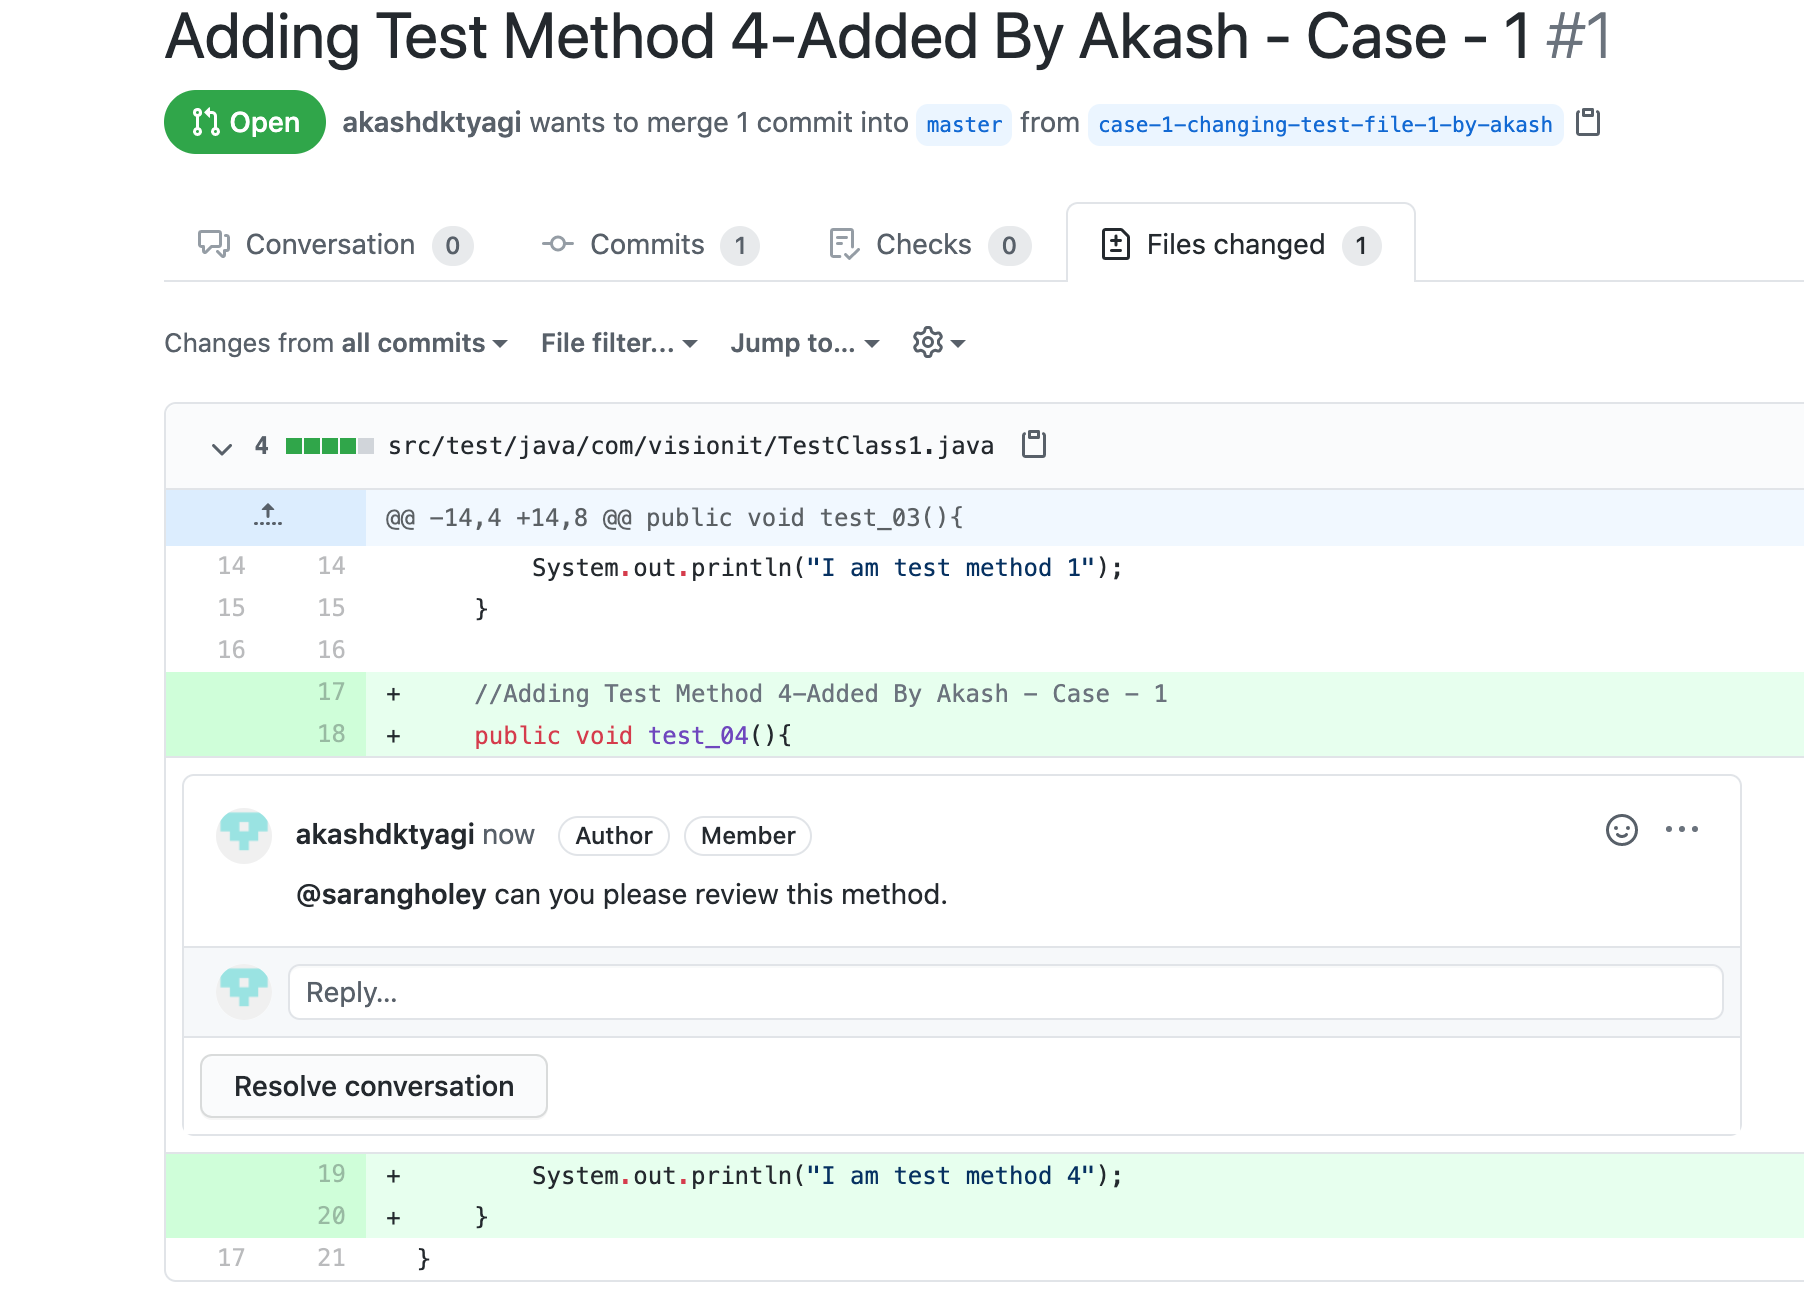 Adding Test Method 4-Added By Akash - Case - 1 #1
Open akashdktyagi wants to merge 1 commit into master from case-1-changing-test-file-1-by-akash
Conversation 0 Commits 1 Checks 0 Files changed 1
Changes from all commits File filter... Jump to...
4 src/test/java/com/visionit/TestClass1.java
@@ -14,4 +14,8 @@ public void test_03(){
14 14 System.out.println("I am test method 1");
15 15 }
16 16
17 + //Adding Test Method 4-Added By Akash - Case - 1
18 + public void test_04(){
akashdktyagi now Author Member
@sarangholey can you please review this method.
Reply...
Resolve conversation
19 + System.out.println("I am test method 4");
20 + }
17 21 }